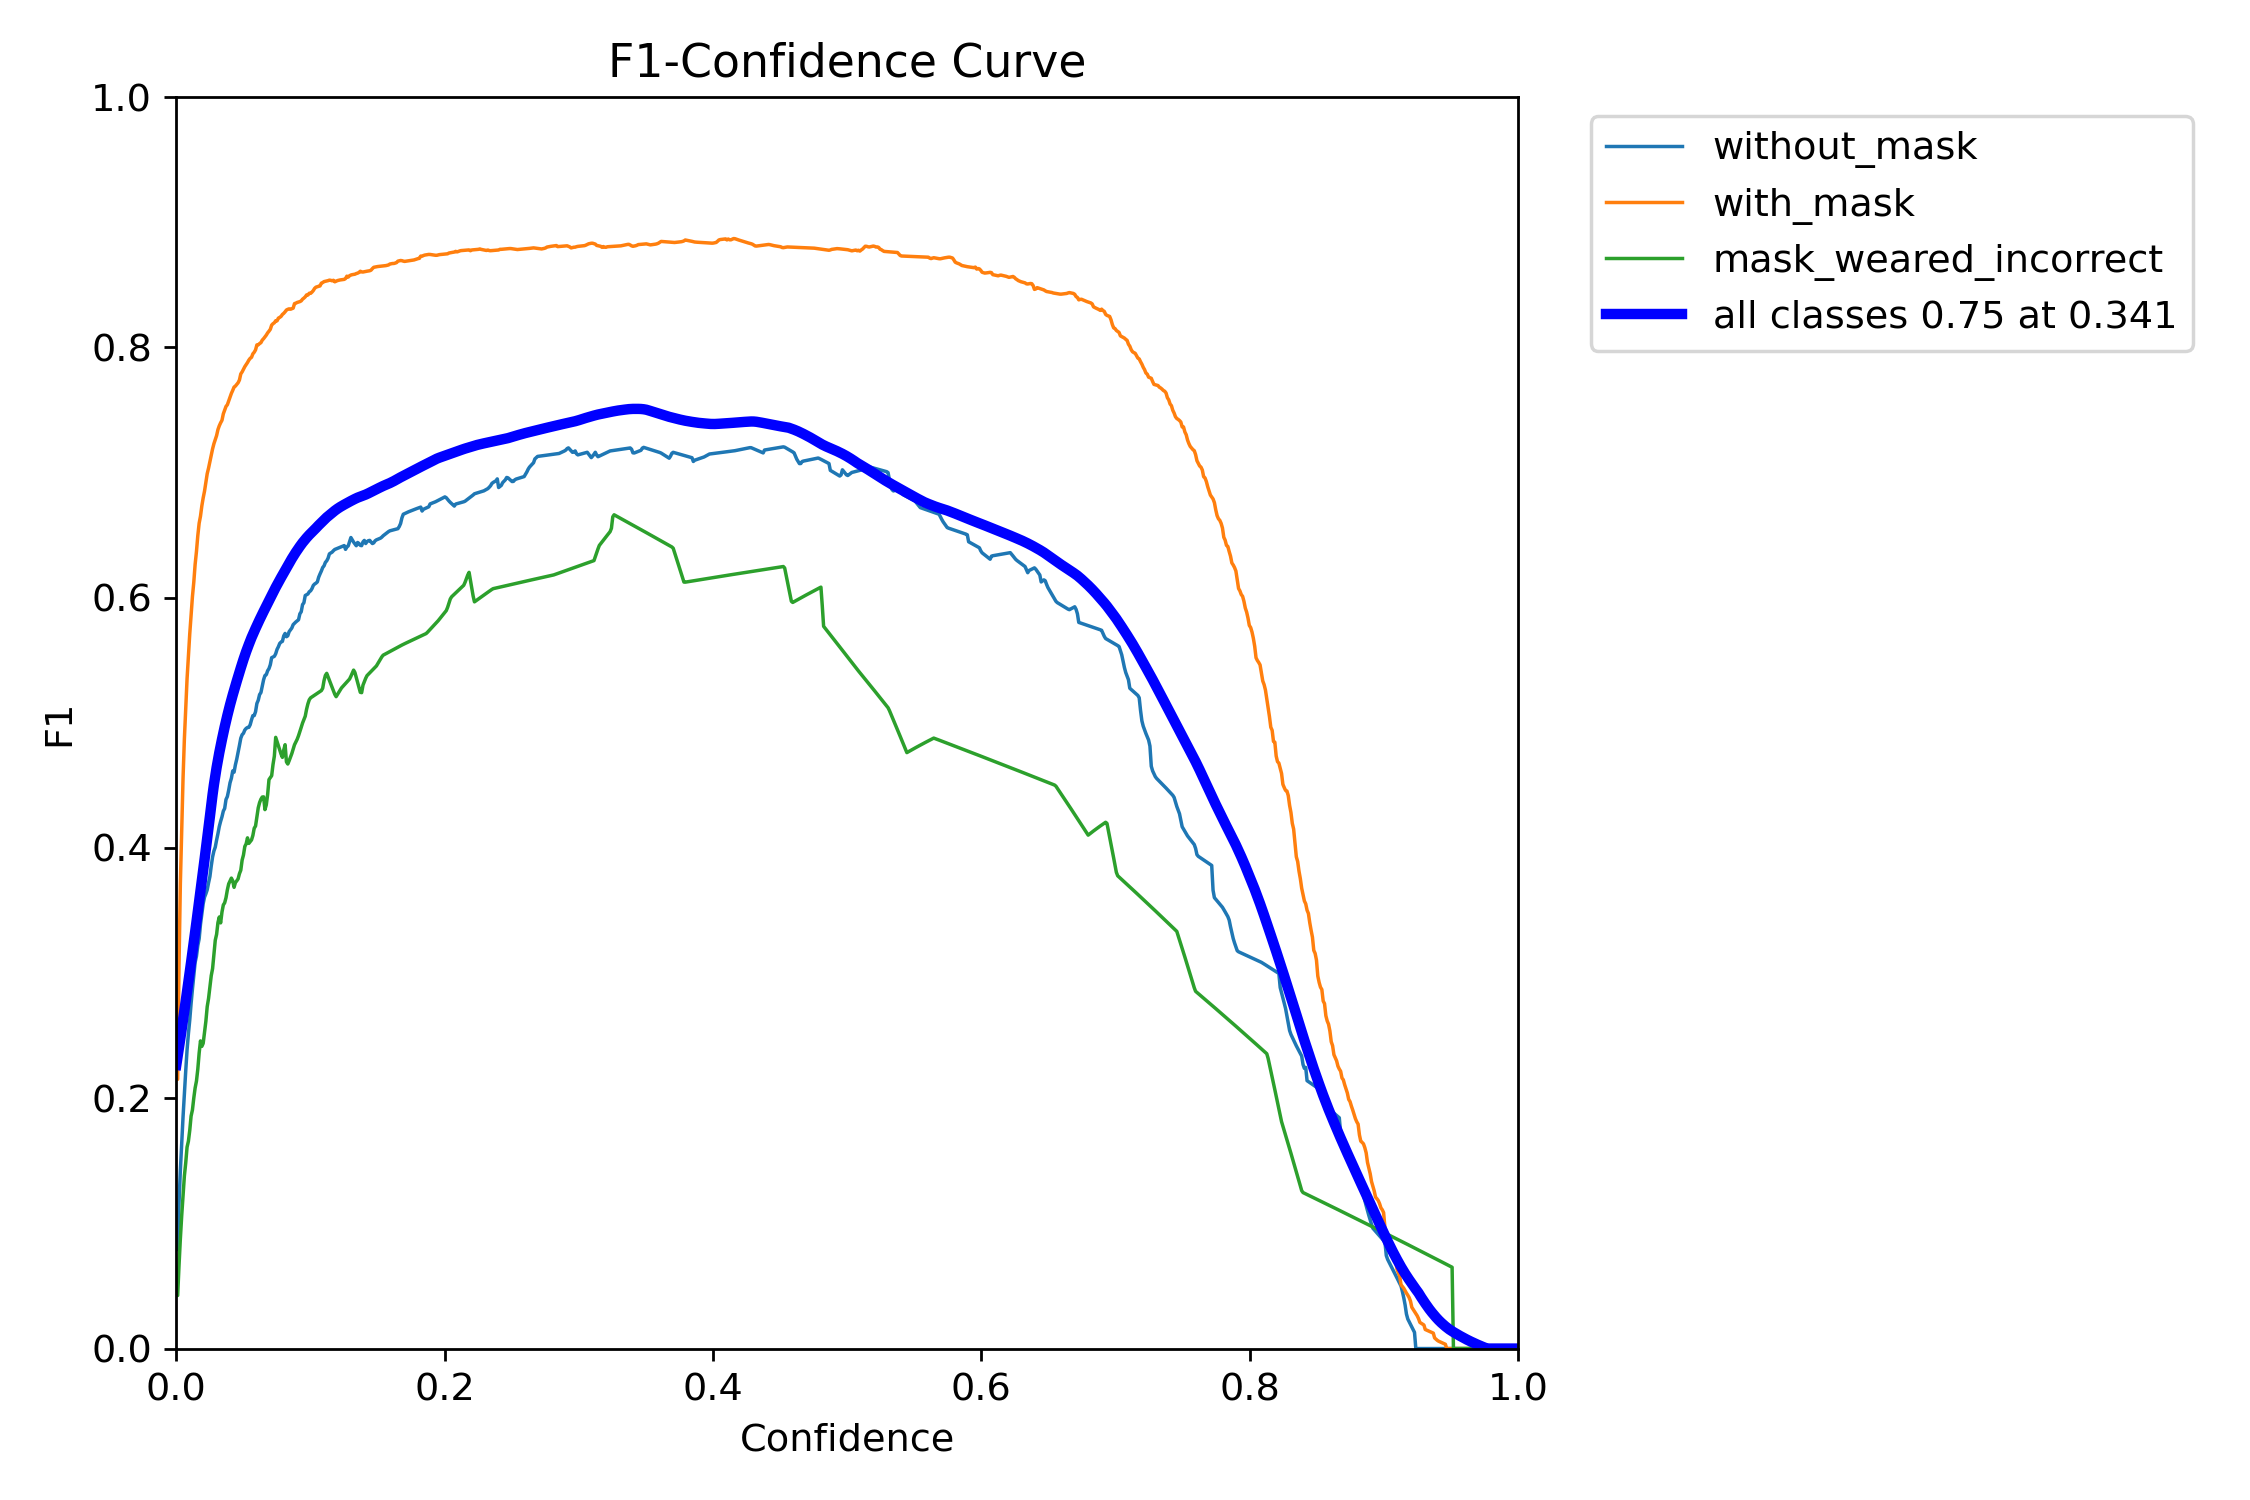 F1-Confidence Curve
1.0
0.8
0.6
0.4
0.2
0.0
F1
0.0 0.2 0.4 0.6 0.8 1.0
Confidence
without_mask
with_mask
mask_weared_incorrect
all classes 0.75 at 0.341